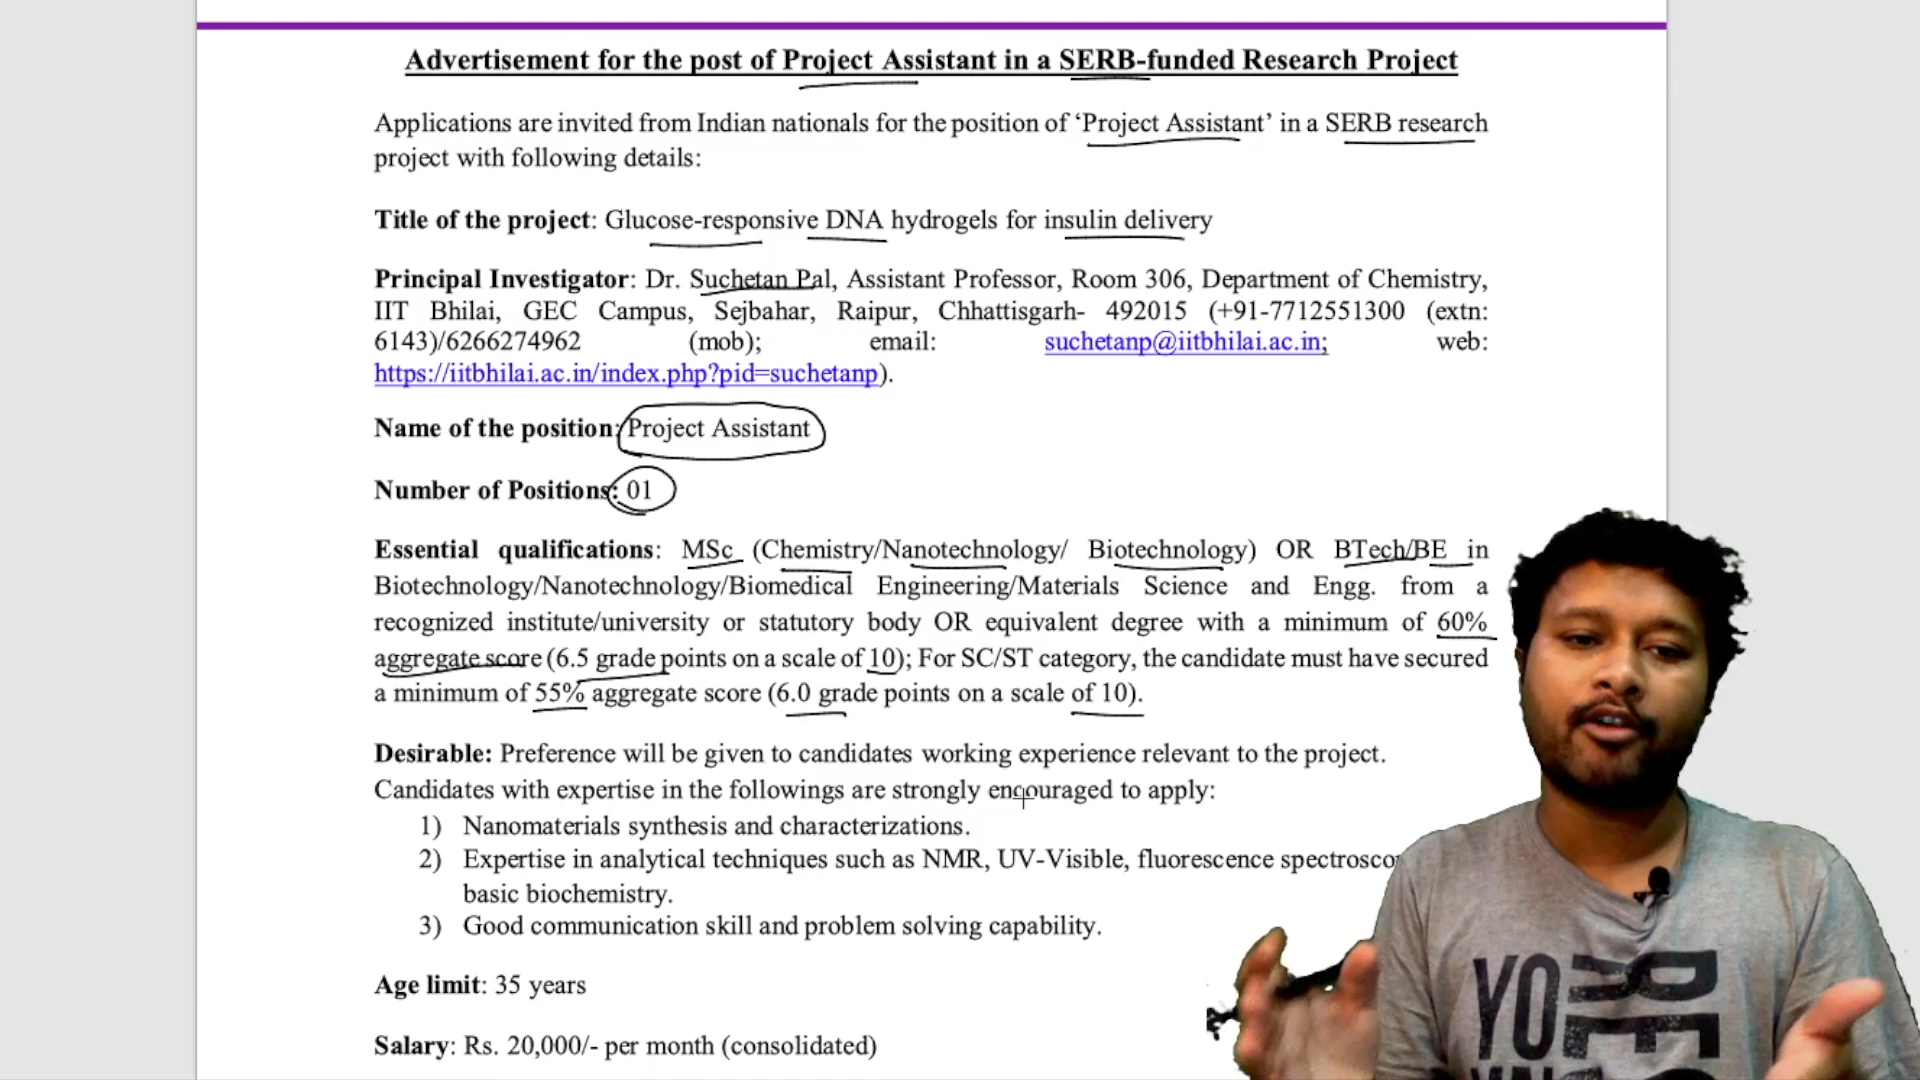 Advertisement for the post of Project Assistant in a SERB-funded Research Project
Applications are invited from Indian nationals for the position of ‘Project Assistant’ in a SERB research
project with following details:
Title of the project: Glucose-responsive DNA hydrogels for insulin delivery
Principal Investigator: Dr. Suchetan Pal, Assistant Professor, Room 306, Department of Chemistry,
IIT Bhilai, GEC Campus, Sejbahar, Raipur, Chhattisgarh- 492015 (+91-7712551300 (extn:
6143)/6266274962 (mob); email: suchetanp@iitbhilai.ac.in; web:
https://iitbhilai.ac.in/index.php?pid=suchetanp).
Name of the position: Project Assistant
Number of Positions: 01
Essential qualifications: MSc (Chemistry/Nanotechnology/ Biotechnology) OR BTech/BE in
Biotechnology/Nanotechnology/Biomedical Engineering/Materials Science and Engg. from a
recognized institute/university or statutory body OR equivalent degree with a minimum of 60%
aggregate score (6.5 grade points on a scale of 10); For SC/ST category, the candidate must have secured
a minimum of 55% aggregate score (6.0 grade points on a scale of 10).
Desirable: Preference will be given to candidates working experience relevant to the project.
Candidates with expertise in the followings are strongly encouraged to apply:
1) Nanomaterials synthesis and characterizations.
2) Expertise in analytical techniques such as NMR, UV-Visible, fluorescence
basic biochemistry.
3) Good communication skill and problem solving capability.
Age limit: 35 years
Salary: Rs. 20,000/- per month (consolidated)
YO